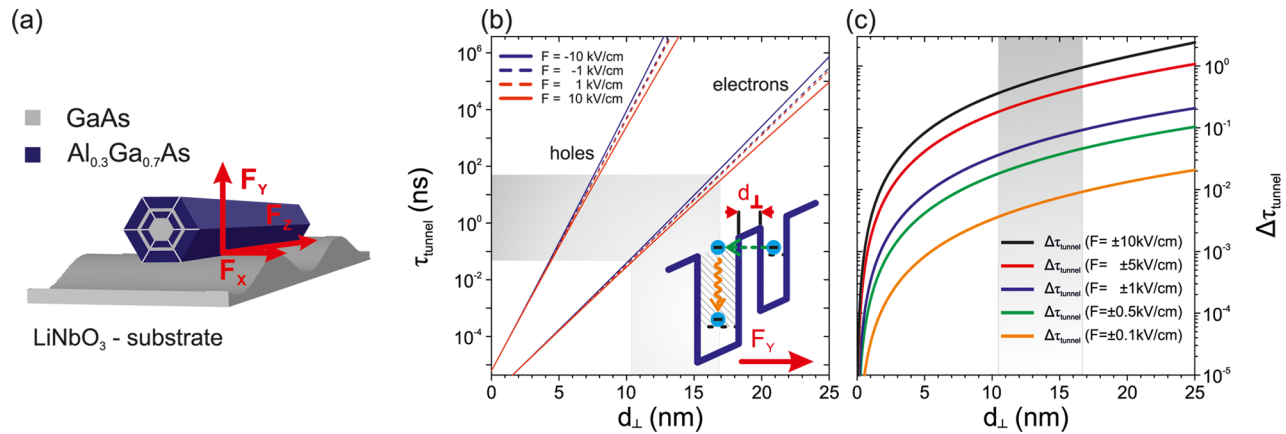 (a)
GaAs
Al0.3Ga0.7As
FY
FZ
FX
LiNbO3 - substrate
(b)
F = -10 kV/cm
F = -1 kV/cm
F = 1 kV/cm
F = 10 kV/cm
electrons
holes
d⊥
FY
τtunnel (ns)
10^6
10^4
10^2
10^0
10^-2
10^-4
0 5 10 15 20 25
d⊥ (nm)
(c)
Δτtunnel (F= ±10kV/cm)
Δτtunnel (F= ±5kV/cm)
Δτtunnel (F= ±1kV/cm)
Δτtunnel (F=±0.5kV/cm)
Δτtunnel (F=±0.1kV/cm)
10^0
10^-1
10^-2
10^-3
10^-4
10^-5
Δτtunnel
0 5 10 15 20 25
d⊥ (nm)